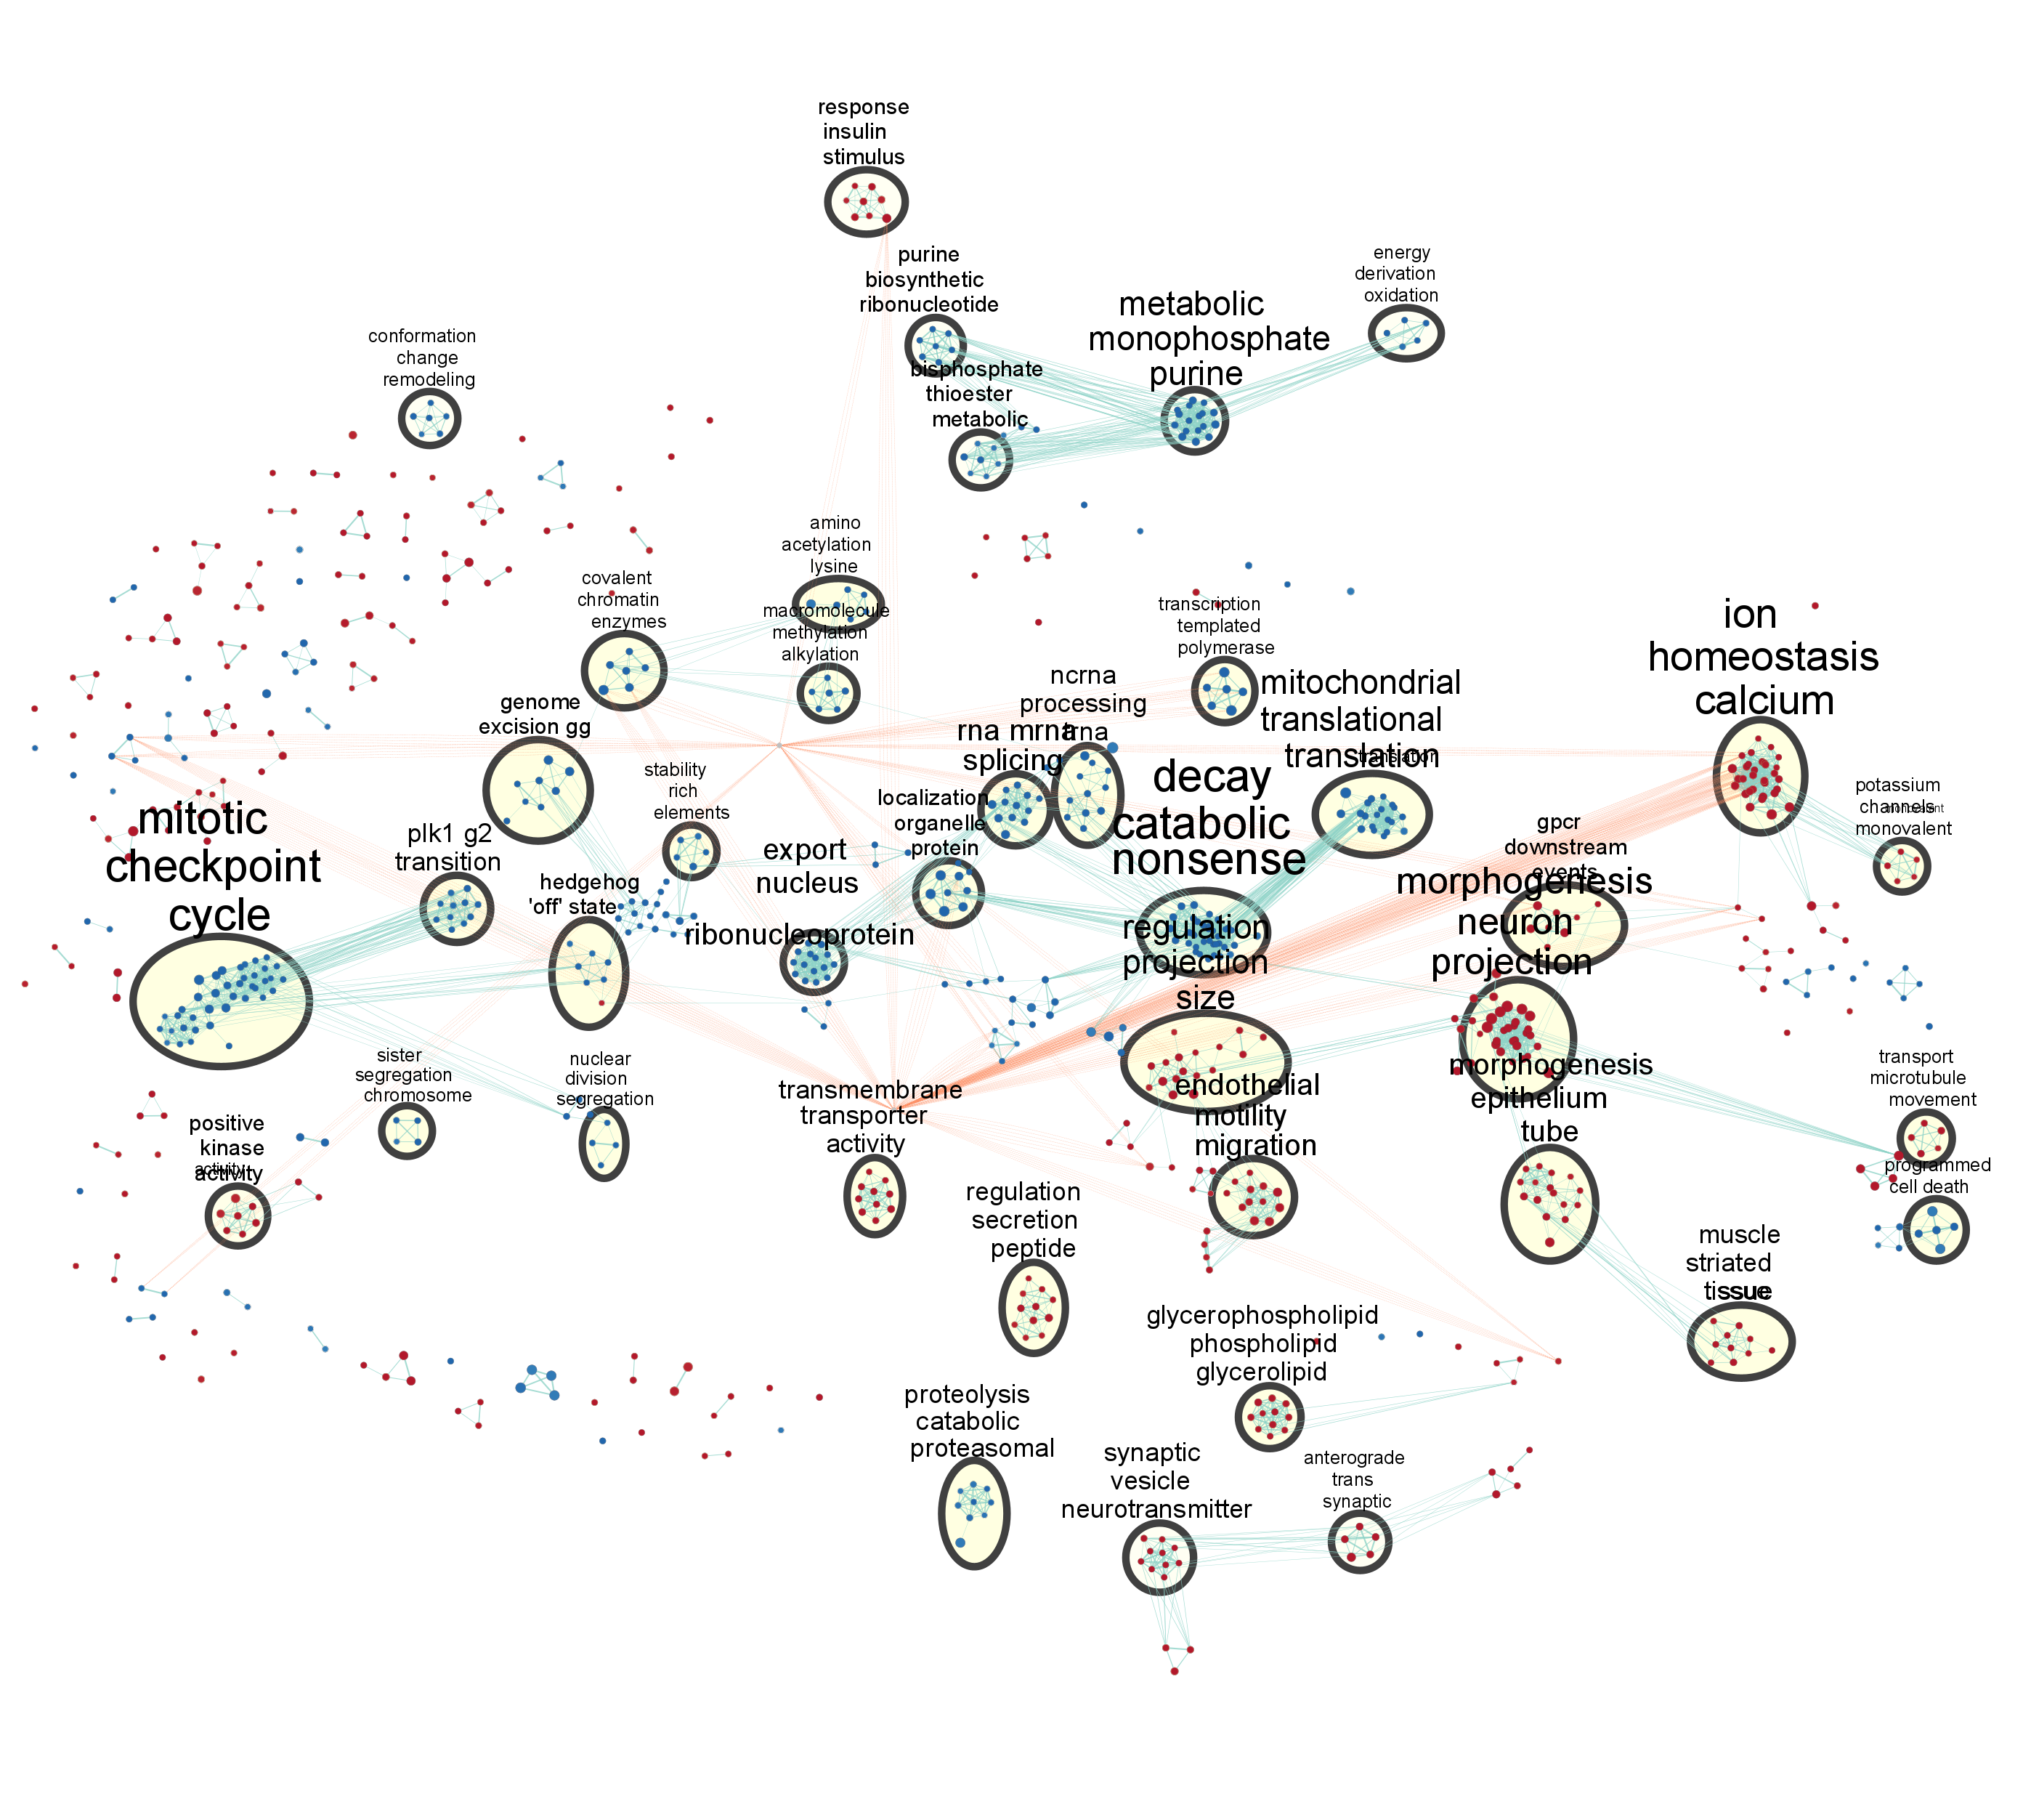 response
insulin
stimulus
purine
biosynthetic
ribonucleotide
energy
derivation
oxidation
metabolic
monophosphate
purine
conformation
change
remodeling
bisphosphate
thioester
metabolic
amino
acetylation
lysine
covalent
chromatin
enzymes
macromolecule
methylation
alkylation
transcription
templated
polymerase
ion
homeostasis
calcium
ncrna
processing
trna
mitochondrial
translational
translation
translation
genome
excision gg
rna mrna
splicing
stability
rich
elements
localization
organelle
protein
decay
catabolic
nonsense
potassium
channels
monovalent
mitotic
checkpoint
cycle
plk1 g2
transition
export
nucleus
ribonucleoprotein
gpcr
downstream
events
hedgehog
'off' state
morphogenesis
neuron
projection
regulation
projection
size
sister
segregation
chromosome
nuclear
division
segregation
transmembrane
transporter
activity
endothelial
motility
migration
morphogenesis
epithelium
tube
transport
microtubule
movement
positive
kinase
activity
activity
programmed
cell death
regulation
secretion
peptide
muscle
striated
tissue
glycerophospholipid
phospholipid
glycerolipid
proteolysis
catabolic
proteasomal
synaptic
vesicle
neurotransmitter
anterograde
trans
synaptic